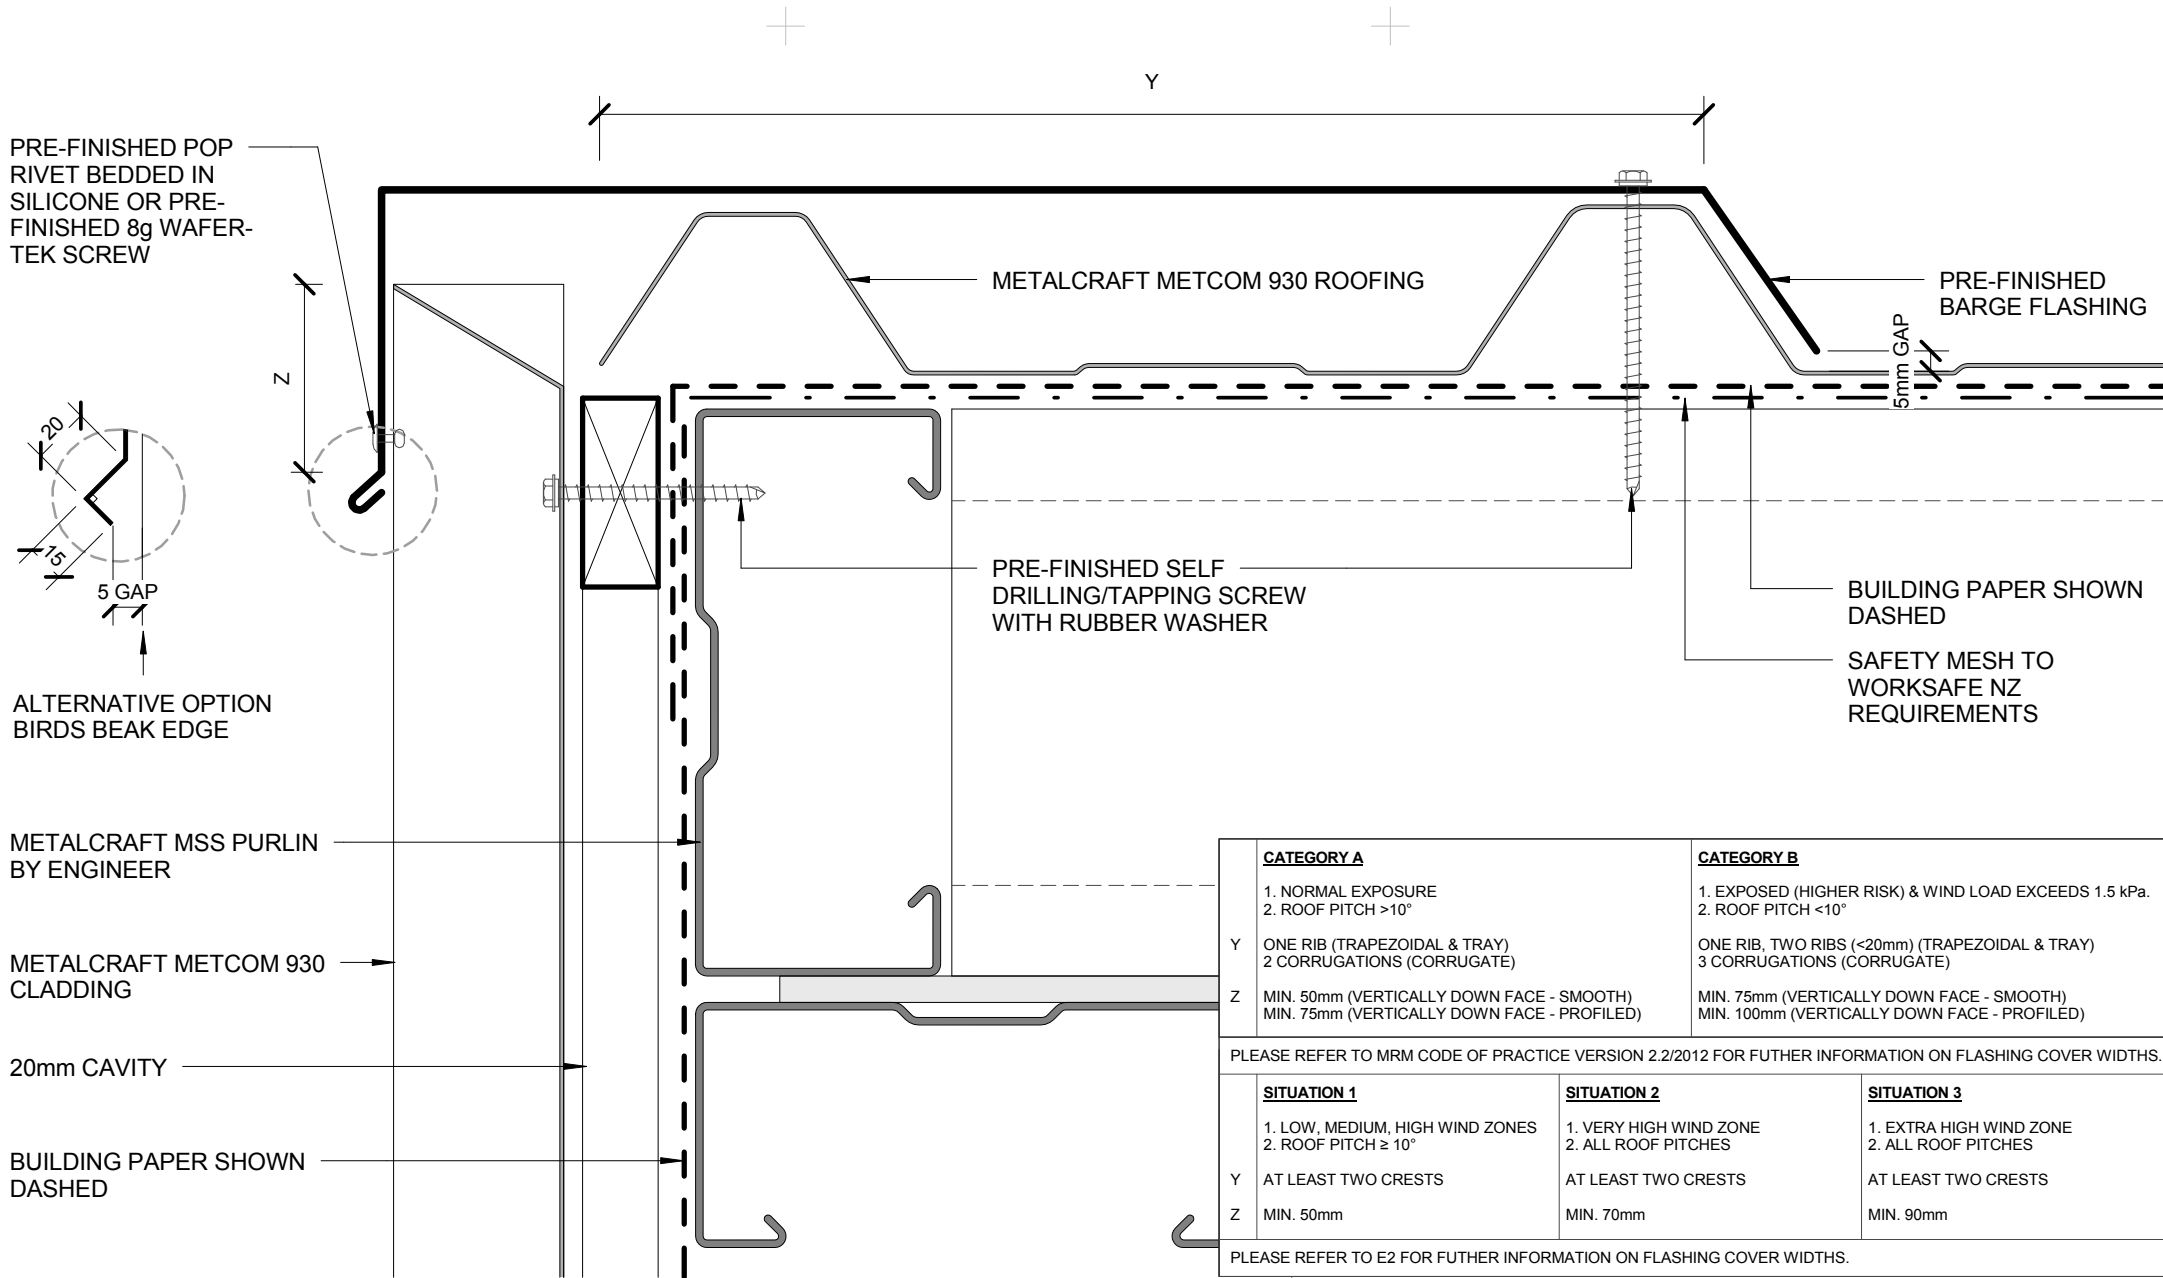 Y
PRE-FINISHED POP
RIVET BEDDED IN
SILICONE OR PRE-
FINISHED 8g WAFER-
TEK SCREW
METALCRAFT METCOM 930 ROOFING
PRE-FINISHED
BARGE FLASHING
5mm GAP
Z
20
15
5 GAP
ALTERNATIVE OPTION
BIRDS BEAK EDGE
PRE-FINISHED SELF
DRILLING/TAPPING SCREW
WITH RUBBER WASHER
BUILDING PAPER SHOWN
DASHED
SAFETY MESH TO
WORKSAFE NZ
REQUIREMENTS
METALCRAFT MSS PURLIN
BY ENGINEER
METALCRAFT METCOM 930
CLADDING
20mm CAVITY
BUILDING PAPER SHOWN
DASHED
CATEGORY A
1. NORMAL EXPOSURE
2. ROOF PITCH >10°
CATEGORY B
1. EXPOSED (HIGHER RISK) & WIND LOAD EXCEEDS 1.5 kPa.
2. ROOF PITCH <10°
Y
ONE RIB (TRAPEZOIDAL & TRAY)
2 CORRUGATIONS (CORRUGATE)
ONE RIB, TWO RIBS (<20mm) (TRAPEZOIDAL & TRAY)
3 CORRUGATIONS (CORRUGATE)
Z
MIN. 50mm (VERTICALLY DOWN FACE - SMOOTH)
MIN. 75mm (VERTICALLY DOWN FACE - PROFILED)
MIN. 75mm (VERTICALLY DOWN FACE - SMOOTH)
MIN. 100mm (VERTICALLY DOWN FACE - PROFILED)
PLEASE REFER TO MRM CODE OF PRACTICE VERSION 2.2/2012 FOR FUTHER INFORMATION ON FLASHING COVER WIDTHS.
SITUATION 1
1. LOW, MEDIUM, HIGH WIND ZONES
2. ROOF PITCH ≥ 10°
SITUATION 2
1. VERY HIGH WIND ZONE
2. ALL ROOF PITCHES
SITUATION 3
1. EXTRA HIGH WIND ZONE
2. ALL ROOF PITCHES
Y
AT LEAST TWO CRESTS
AT LEAST TWO CRESTS
AT LEAST TWO CRESTS
Z
MIN. 50mm
MIN. 70mm
MIN. 90mm
PLEASE REFER TO E2 FOR FUTHER INFORMATION ON FLASHING COVER WIDTHS.